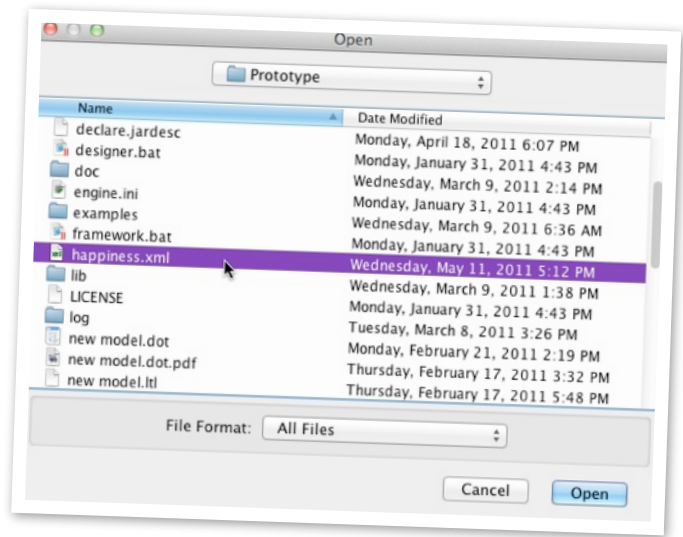 Open
Prototype
Name Date Modified
declare.jardesc Monday, April 18, 2011 6:07 PM
designer.bat Monday, January 31, 2011 4:43 PM
doc Wednesday, March 9, 2011 2:14 PM
engine.ini Monday, January 31, 2011 4:43 PM
examples Wednesday, March 9, 2011 6:36 AM
framework.bat Monday, January 31, 2011 4:43 PM
happiness.xml Wednesday, May 11, 2011 5:12 PM
lib Wednesday, March 9, 2011 1:38 PM
LICENSE Monday, January 31, 2011 4:43 PM
log Tuesday, March 8, 2011 3:26 PM
new model.dot Monday, February 21, 2011 2:19 PM
new model.dot.pdf Thursday, February 17, 2011 3:32 PM
new model.ltl Thursday, February 17, 2011 5:48 PM
File Format: All Files
Cancel Open